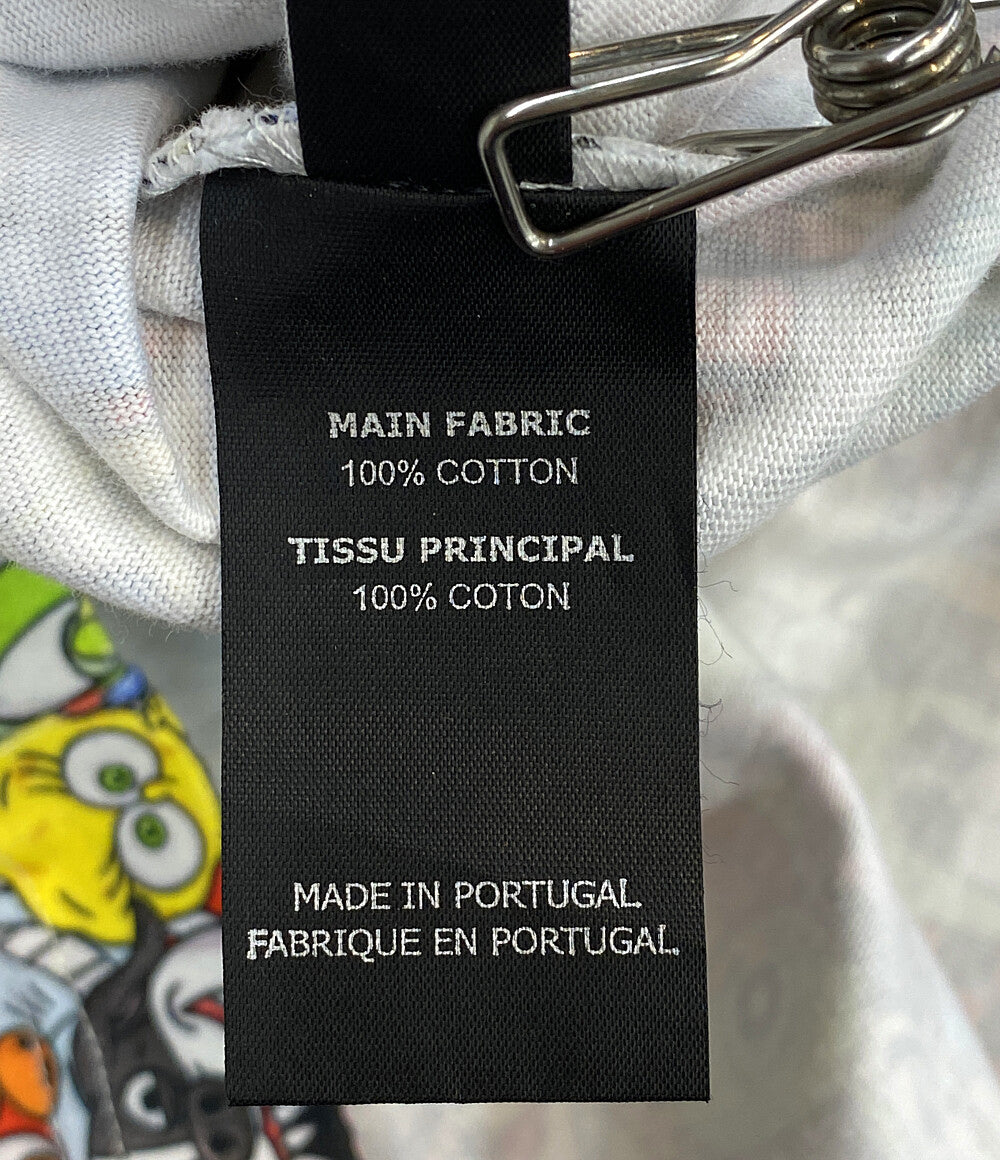 MAIN FABRIC
100% COTTON
TISSU PRINCIPAL
100% COTON
MADE IN PORTUGAL
FABRIQUE EN PORTUGAL